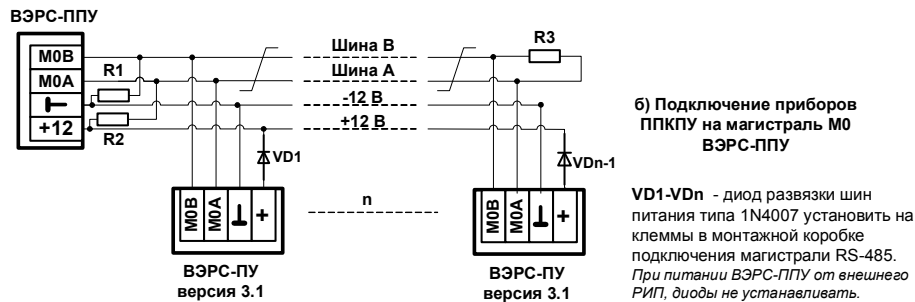 ВЭРС-ППУ
М0В
М0А
+12
R1
R2
Шина В
Шина А
-12 В
+12 В
R3
VD1
VDn-1
n
М0В
М0А
+
ВЭРС-ПУ
версия 3.1
М0В
М0А
+
ВЭРС-ПУ
версия 3.1
б) Подключение приборов
ППКПУ на магистраль М0
ВЭРС-ППУ
VD1-VDn - диод развязки шин
питания типа 1N4007 установить на
клеммы в монтажной коробке
подключения магистрали RS-485.
При питании ВЭРС-ППУ от внешнего
РИП, диоды не устанавливать.